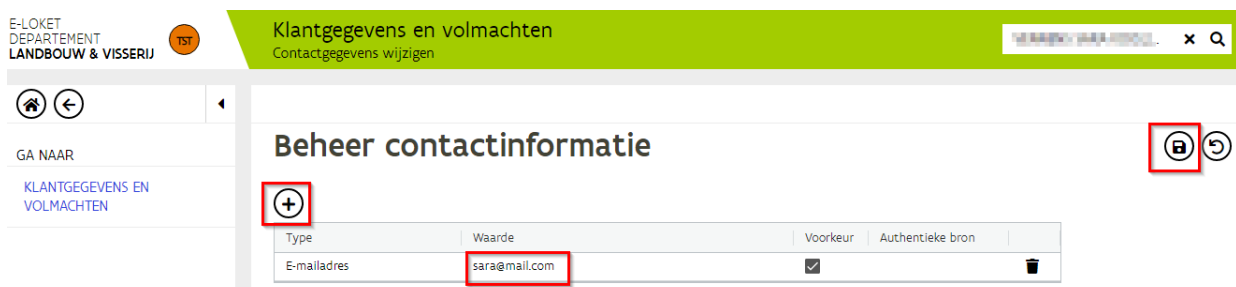 E-LOKET
DEPARTEMENT
LANDBOUW & VISSERIJ
TST
Klantgegevens en volmachten
Contactgegevens wijzigen
GA NAAR
KLANTGEGEVENS EN
VOLMACHTEN
Beheer contactinformatie
Type Waarde Voorkeur Authentieke bron
E-mailadres sara@mail.com